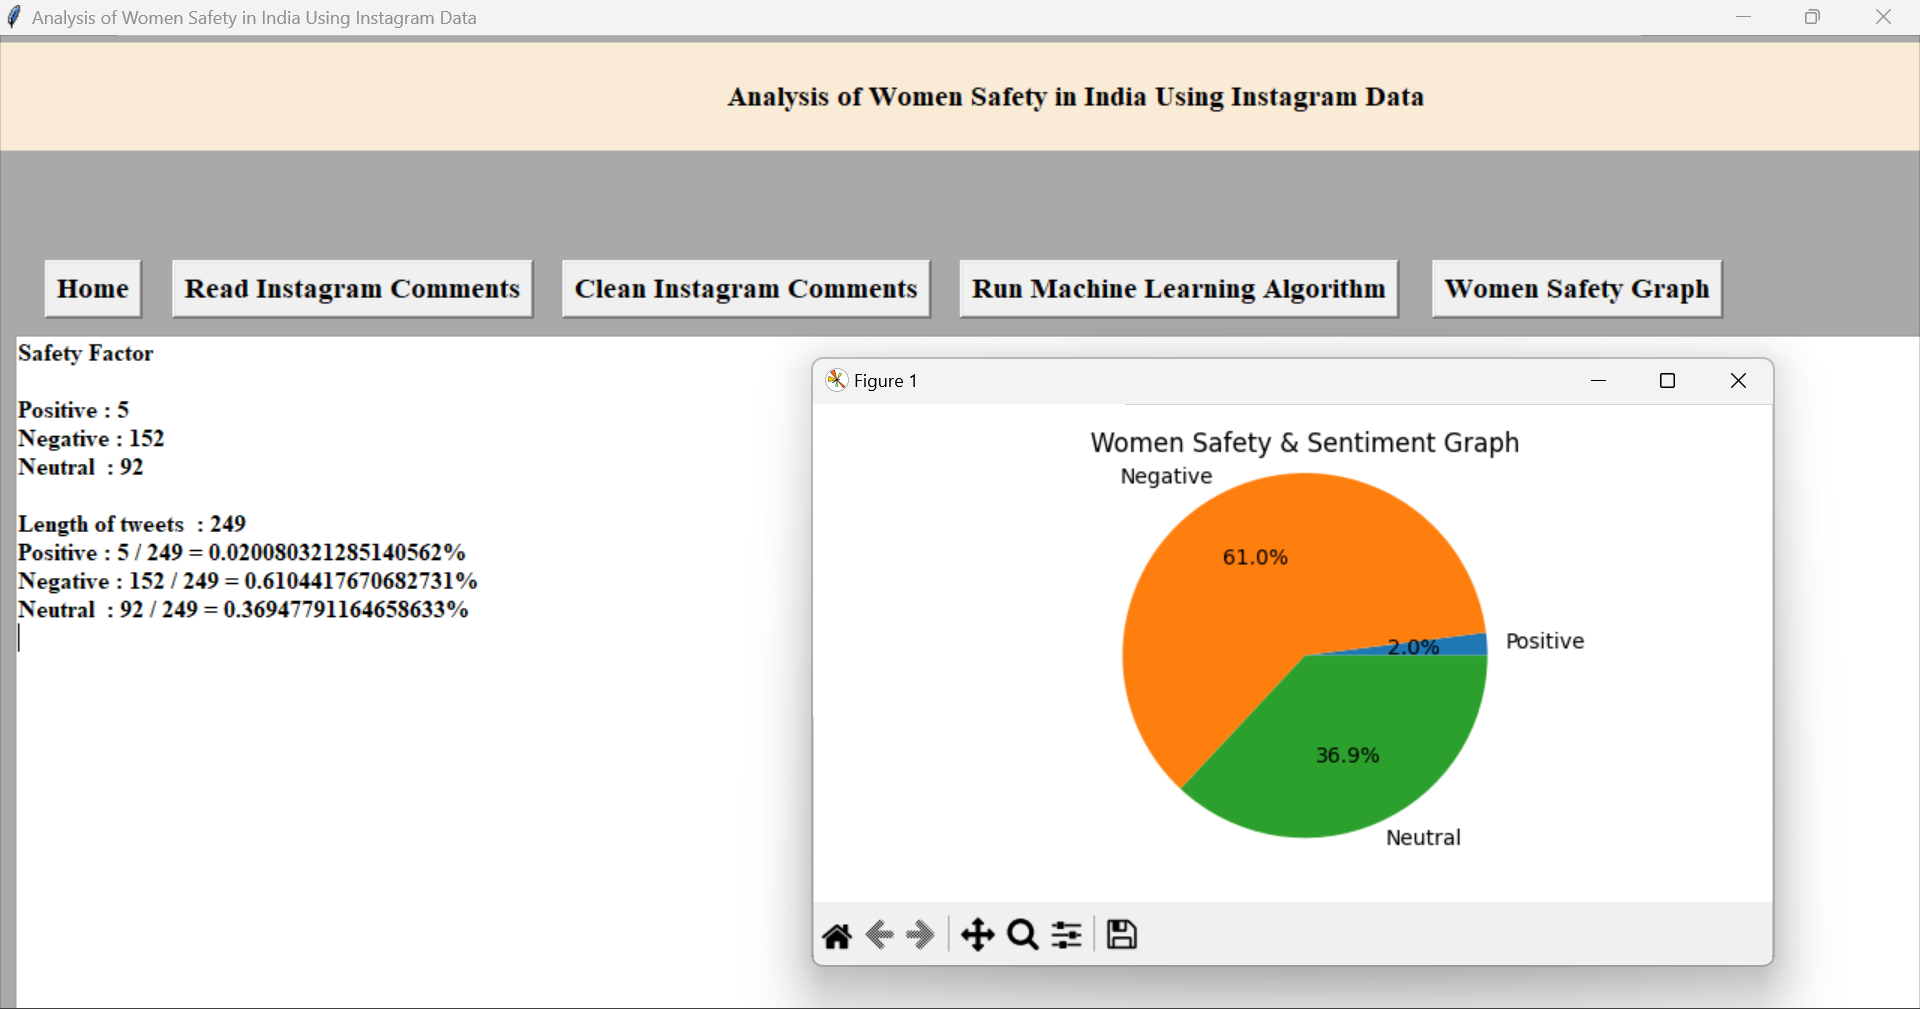 Analysis of Women Safety in India Using Instagram Data
Analysis of Women Safety in India Using Instagram Data
Home
Read Instagram Comments
Clean Instagram Comments
Run Machine Learning Algorithm
Women Safety Graph
Safety Factor
Positive : 5
Negative : 152
Neutral : 92
Length of tweets : 249
Positive : 5 / 249 = 0.020080321285140562%
Negative : 152 / 249 = 0.6104417670682731%
Neutral : 92 / 249 = 0.36947791164658633%
Figure 1
Women Safety & Sentiment Graph
Negative
61.0%
2.0%
Positive
36.9%
Neutral